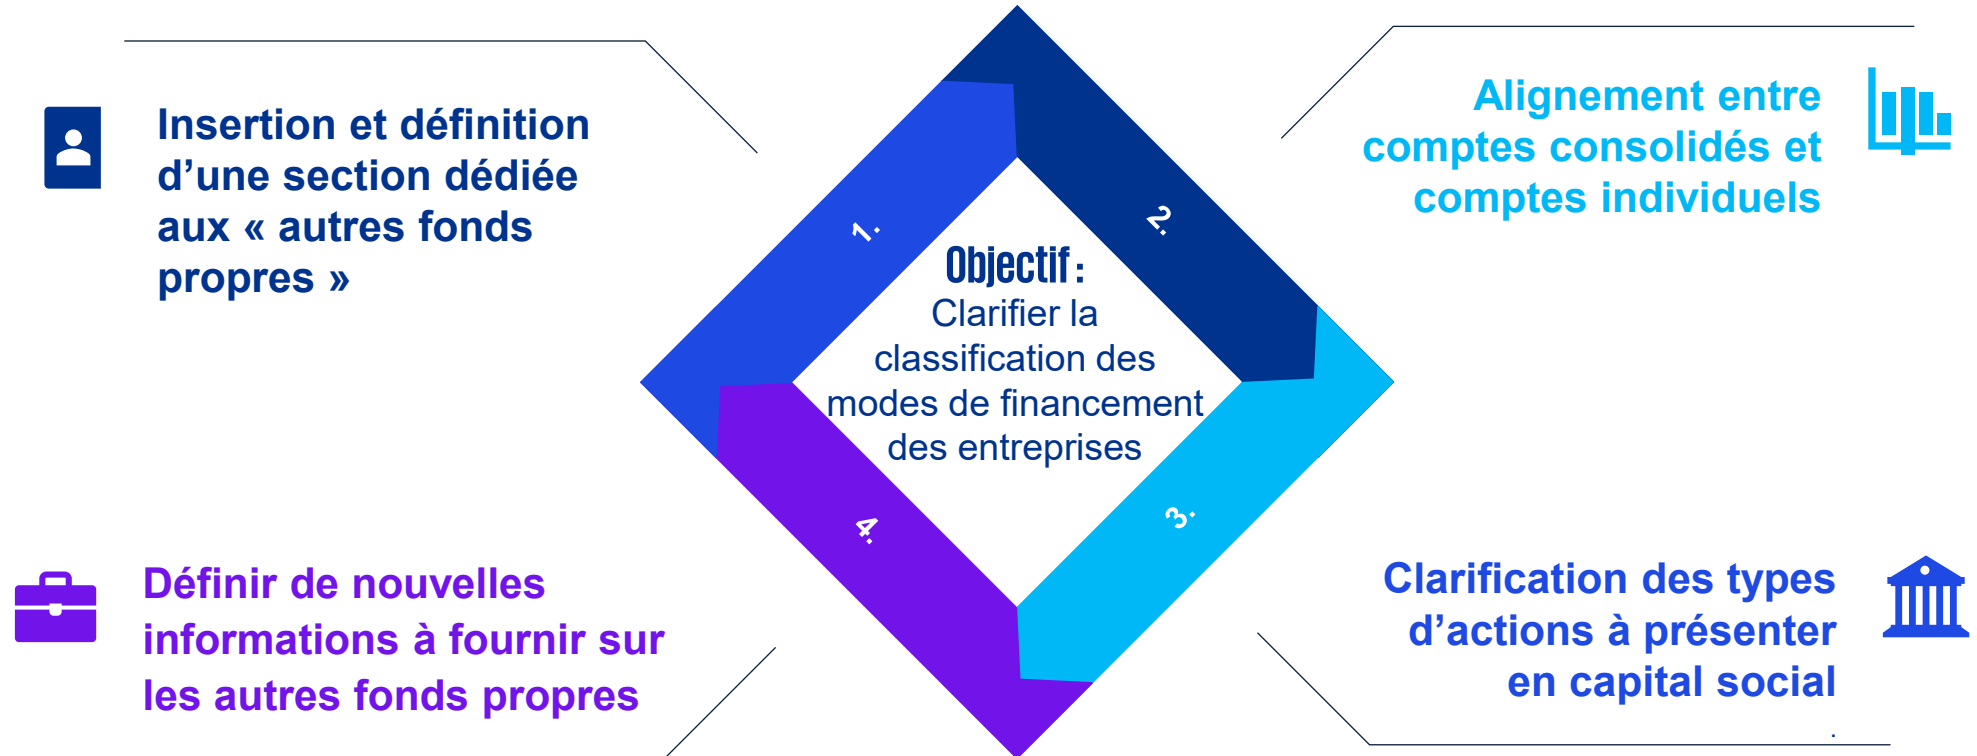 Insertion et définition
d’une section dédiée
aux « autres fonds
propres »
Alignement entre
comptes consolidés et
comptes individuels
1.
2.
Objectif :
Clarifier la
classification des
modes de financement
des entreprises
4.
3.
Définir de nouvelles
informations à fournir sur
les autres fonds propres
Clarification des types
d’actions à présenter
en capital social
.